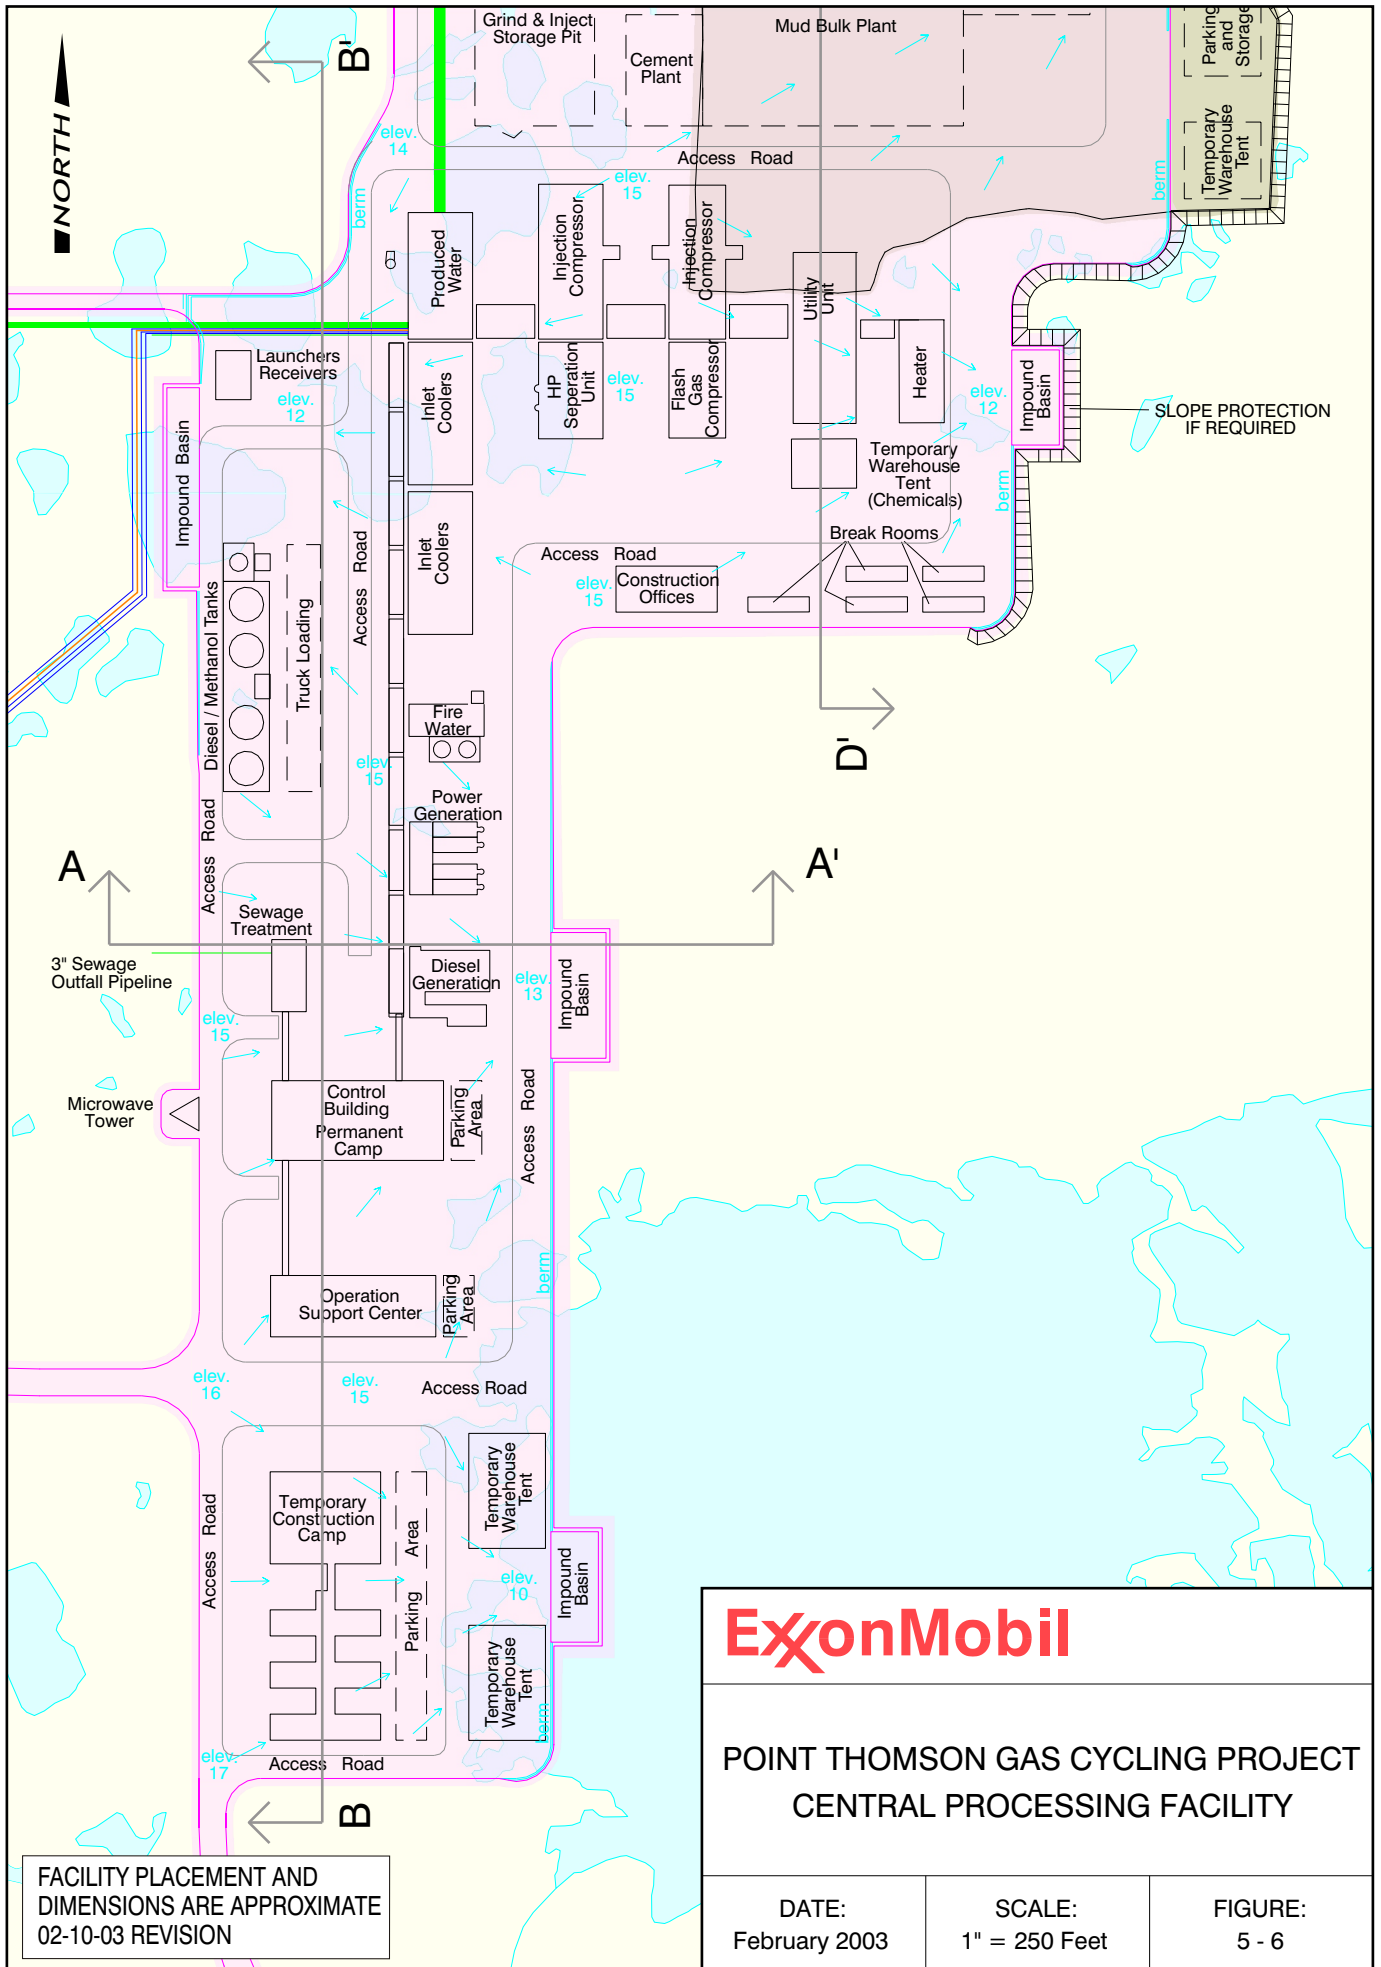 Grind & Inject
Storage Pit
Cement
Plant
Mud Bulk Plant
Parking
and
Storage
Temporary
Warehouse
Tent
NORTH
B'
elev.
14
berm
Access Road
elev.
15
berm
Produced
Water
Injection
Compressor
Injection
Compressor
Utility
Unit
Launchers
Receivers
elev.
12
Inlet
Coolers
HP
Seperation
Unit
elev.
15
Flash
Gas
Compressor
Heater
elev.
12
Impound
Basin
SLOPE PROTECTION
IF REQUIRED
Impound Basin
Temporary
Warehouse
Tent
(Chemicals)
berm
Break Rooms
Inlet
Coolers
Access Road
Access Road
elev.
15
Construction
Offices
Diesel / Methanol Tanks
Truck Loading
Fire
Water
elev.
15
D'
Power
Generation
Access Road
A
A'
Sewage
Treatment
3" Sewage
Outfall Pipeline
Diesel
Generation
elev.
13
Impound
Basin
elev.
15
Microwave
Tower
Control
Building
Permanent
Camp
Parking
Area
Access Road
berm
Operation
Support Center
Parking
Area
elev.
16
elev.
15
Access Road
Temporary
Warehouse
Tent
Access Road
Temporary
Construction
Camp
Parking Area
elev.
10
Impound
Basin
Temporary
Warehouse
Tent
berm
elev.
17
Access Road
B
FACILITY PLACEMENT AND
DIMENSIONS ARE APPROXIMATE
02-10-03 REVISION
ExxonMobil
POINT THOMSON GAS CYCLING PROJECT
CENTRAL PROCESSING FACILITY
DATE:
February 2003
SCALE:
1" = 250 Feet
FIGURE:
5 - 6